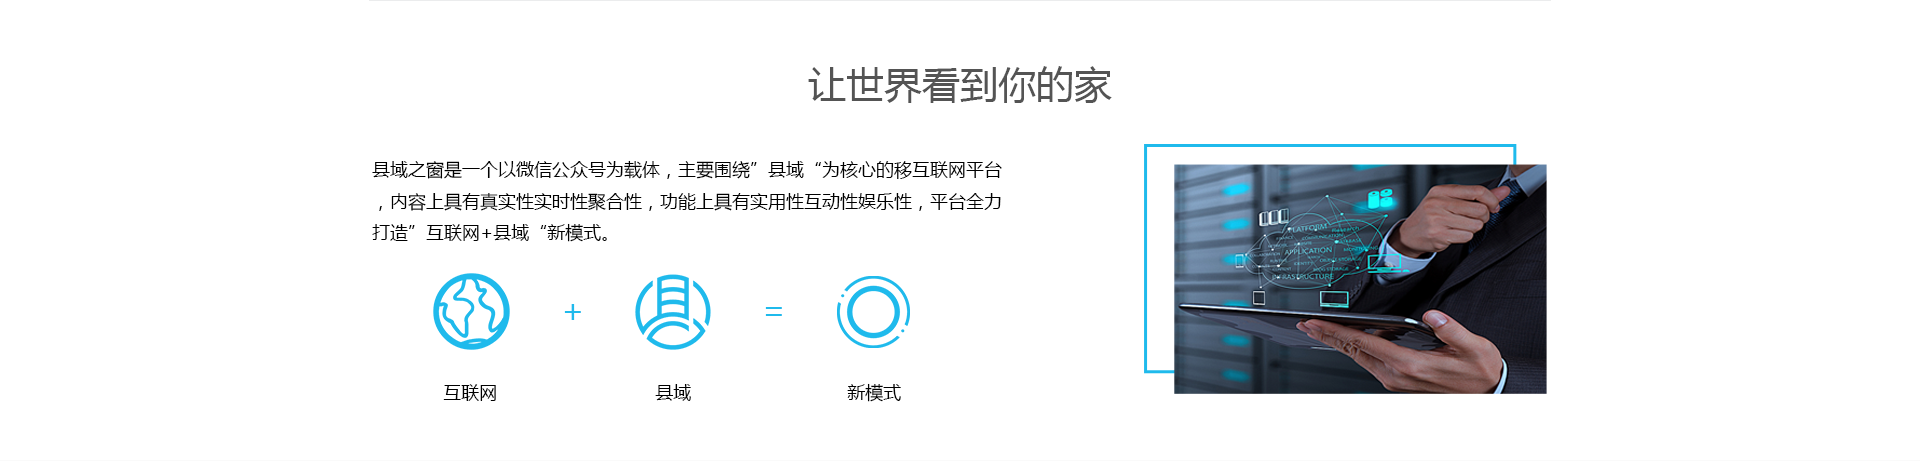 让世界看到你的家
县域之窗是一个以微信公众号为载体，主要围绕”县域“为核心的移互联网平台
，内容上具有真实性实时性聚合性，功能上具有实用性互动性娱乐性，平台全力
打造”互联网+县域“新模式。
+
=
互联网
县域
新模式
PLATFORM
APPLICATION
INFRASTRUCTURE